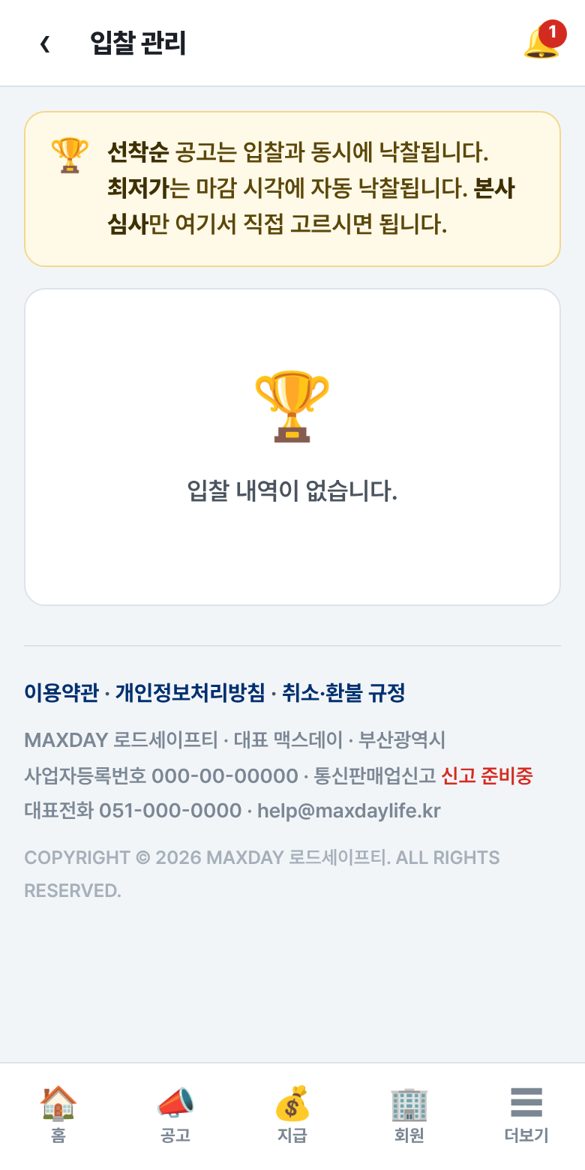 입찰 관리
1
선착순 공고는 입찰과 동시에 낙찰됩니다.
최저가는 마감 시각에 자동 낙찰됩니다. 본사
심사만 여기서 직접 고르시면 됩니다.
입찰 내역이 없습니다.
이용약관 · 개인정보처리방침 · 취소·환불 규정
MAXDAY 로드세이프티 · 대표 맥스데이 · 부산광역시
사업자등록번호 000-00-00000 · 통신판매업신고 신고 준비중
대표전화 051-000-0000 · help@maxdaylife.kr
COPYRIGHT © 2026 MAXDAY 로드세이프티. ALL RIGHTS
RESERVED.
홈 공고 지급 회원 더보기